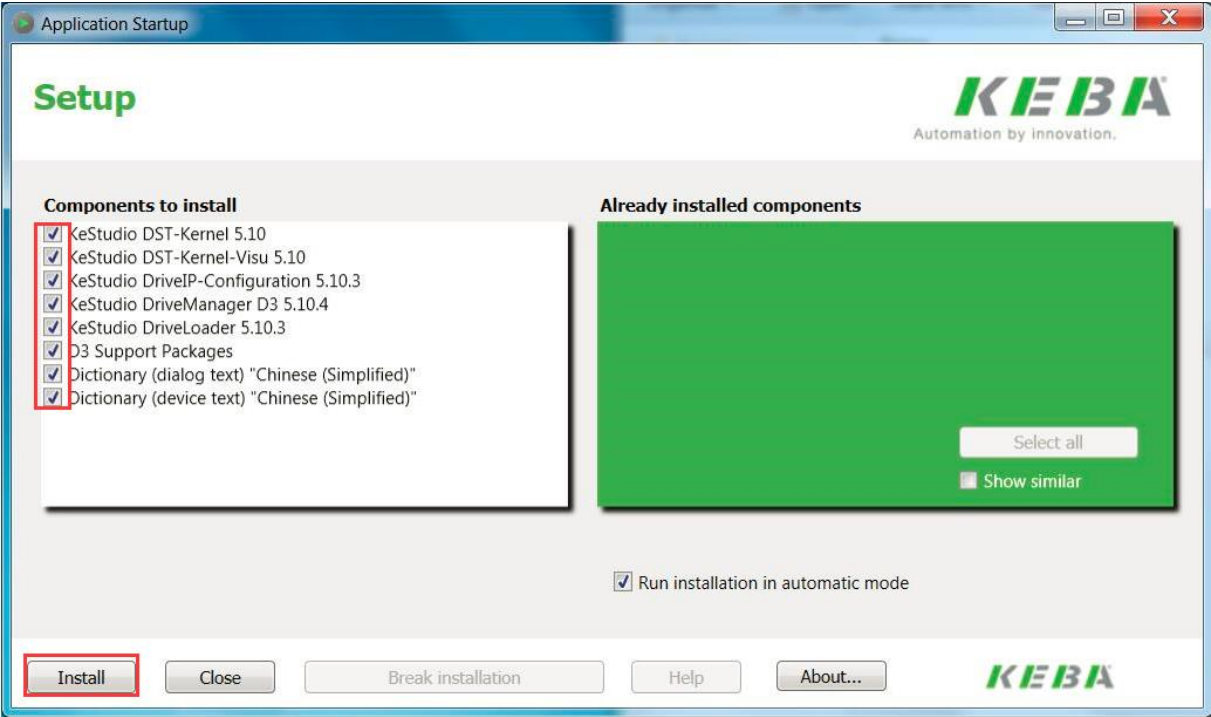 Application Startup
Setup
KEBA
Automation by innovation.
Components to install
KeStudio DST-Kernel 5.10
KeStudio DST-Kernel-Visu 5.10
KeStudio DriveIP-Configuration 5.10.3
KeStudio DriveManager D3 5.10.4
KeStudio DriveLoader 5.10.3
D3 Support Packages
Dictionary (dialog text) "Chinese (Simplified)"
Dictionary (device text) "Chinese (Simplified)"
Already installed components
Select all
Show similar
Run installation in automatic mode
Install Close Break installation Help About... KEBA